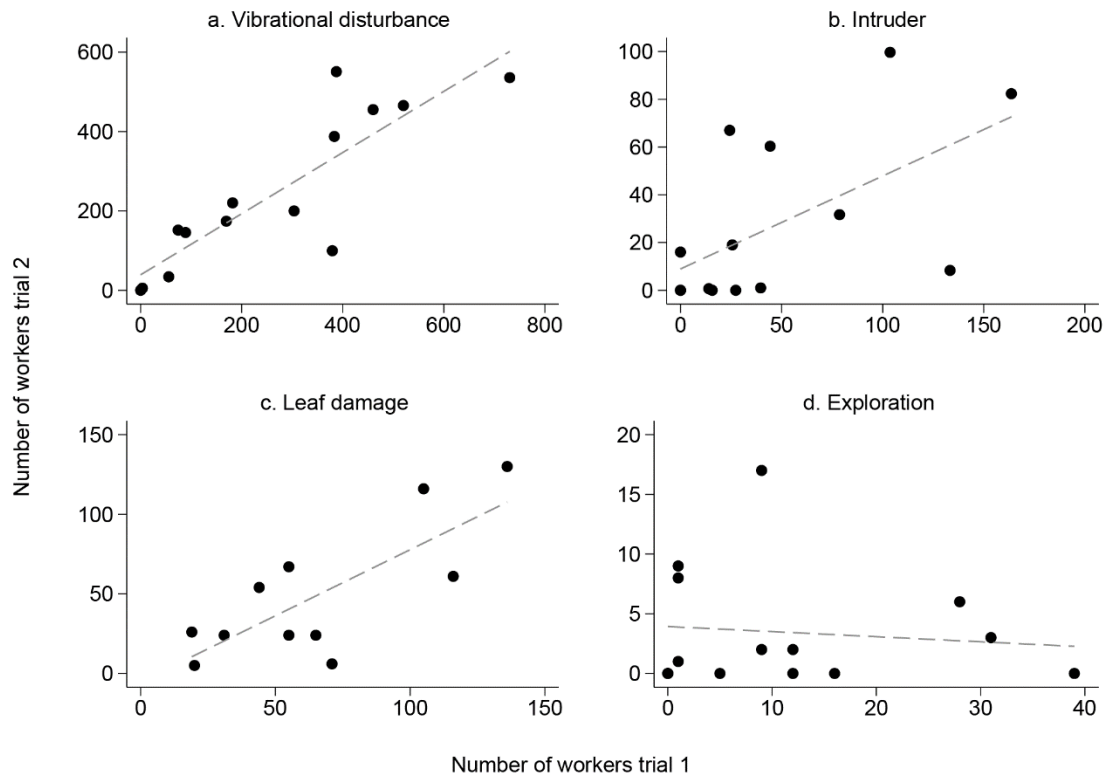 a. Vibrational disturbance
600
400
200
0
0 200 400 600 800
b. Intruder
100
80
60
40
20
0
0 50 100 150 200
c. Leaf damage
150
100
50
0
0 50 100 150
d. Exploration
20
15
10
5
0
0 10 20 30 40
Number of workers trial 2
Number of workers trial 1